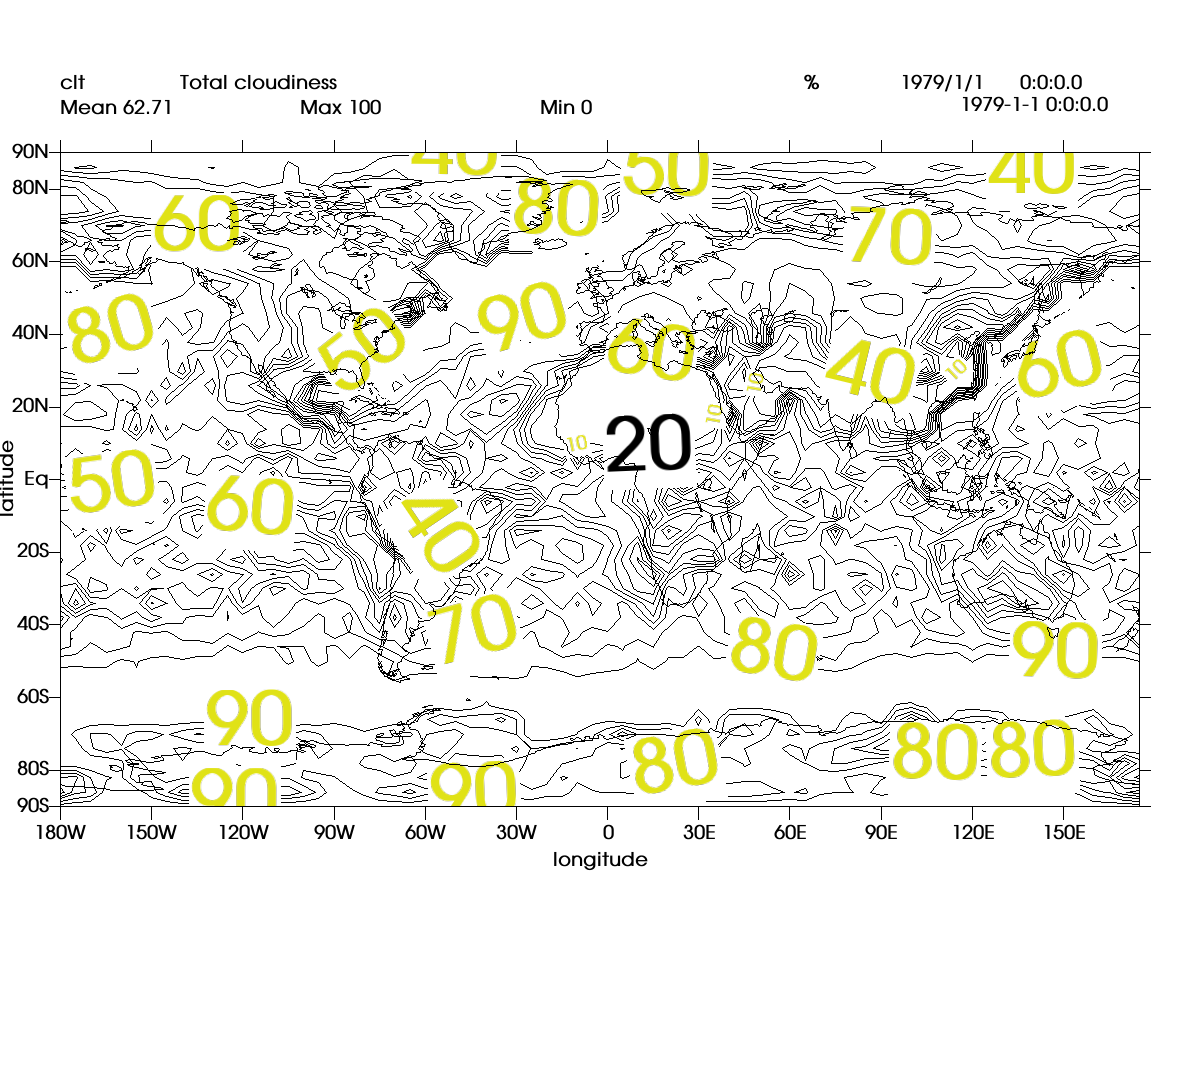 clt Total cloudiness % 1979/1/1 0:0:0.0
Mean 62.71 Max 100 Min 0 1979-1-1 0:0:0.0
90N 40 50 40
80N 60 80 70
60N
80 90
40N 50 60 40 10 60
10
20N 10
10 20
latitude
Eq 50 60 40
20S
40S 70 80 90
60S 90
80 80 80
80S 90 90
90S
180W 150W 120W 90W 60W 30W 0 30E 60E 90E 120E 150E
longitude